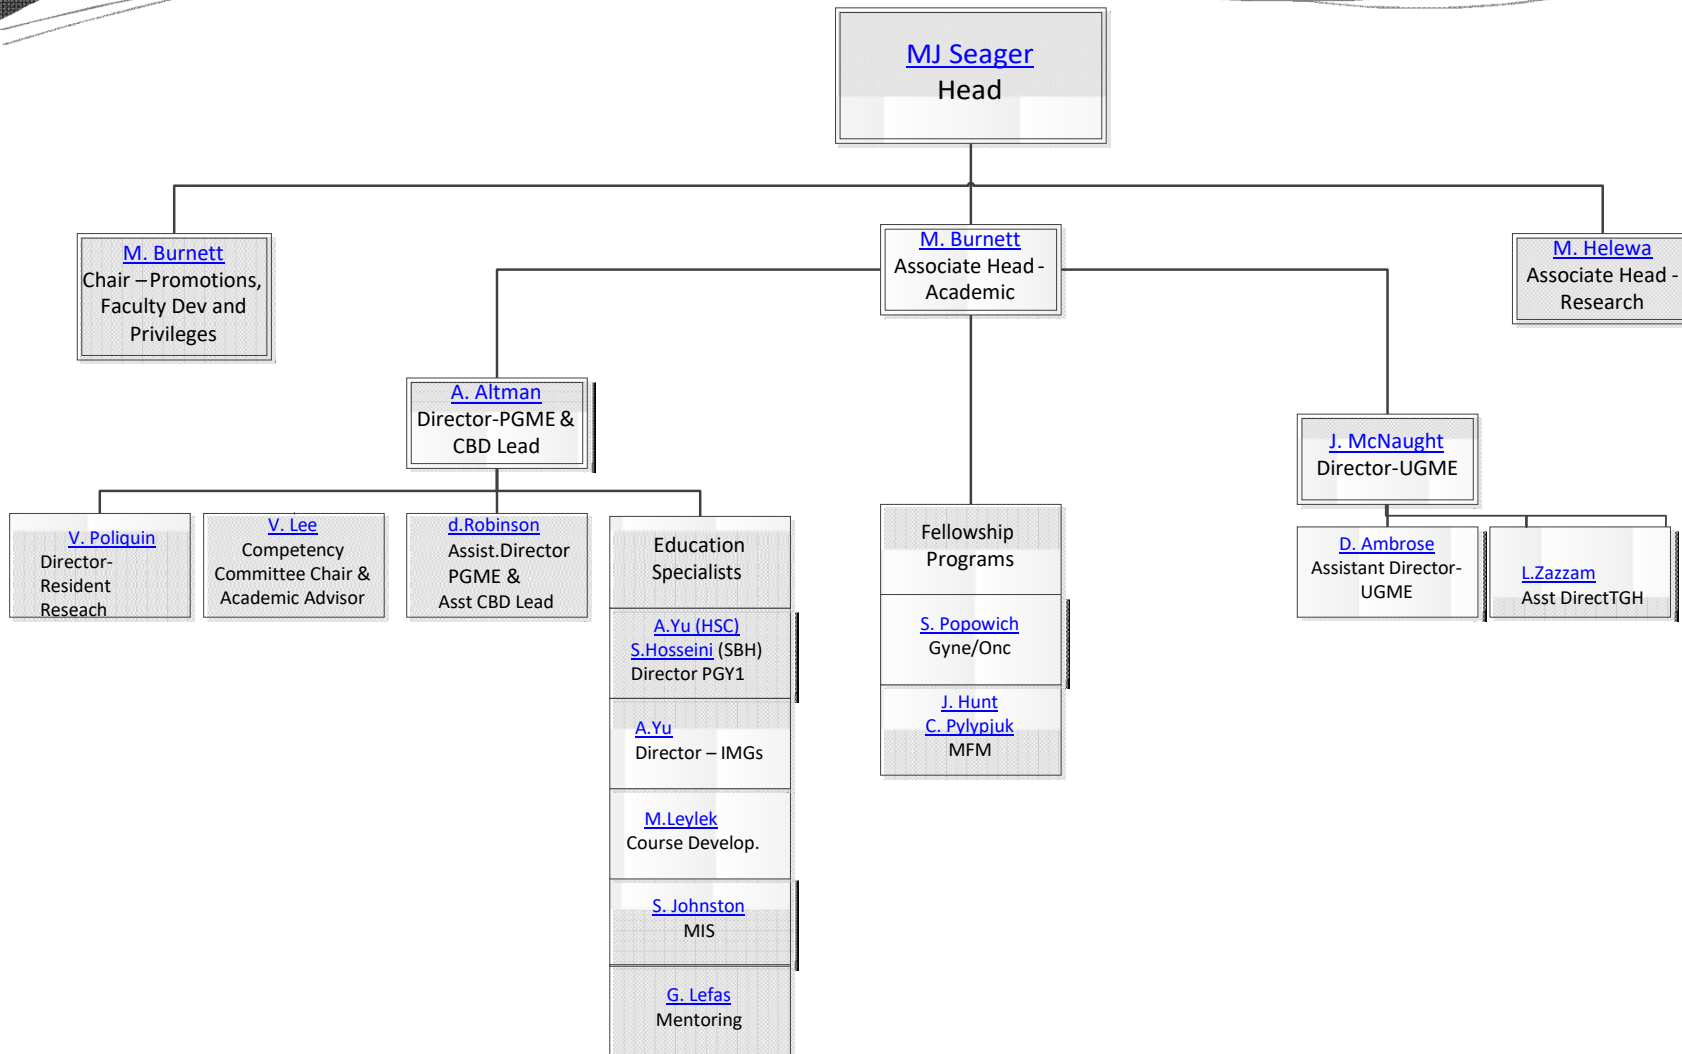 MJ Seager
Head
M. Burnett
Chair – Promotions,
Faculty Dev and
Privileges
M. Burnett
Associate Head -
Academic
M. Helewa
Associate Head -
Research
A. Altman
Director-PGME &
CBD Lead
J. McNaught
Director-UGME
V. Poliquin
Director-
Resident
Reseach
V. Lee
Competency
Committee Chair &
Academic Advisor
d.Robinson
Assist.Director
PGME &
Asst CBD Lead
Education
Specialists
A.Yu (HSC)
S.Hosseini (SBH)
Director PGY1
A.Yu
Director – IMGs
M.Leylek
Course Develop.
S. Johnston
MIS
G. Lefas
Mentoring
Fellowship
Programs
S. Popowich
Gyne/Onc
J. Hunt
C. Pylypjuk
MFM
D. Ambrose
Assistant Director-
UGME
L.Zazzam
Asst DirectTGH